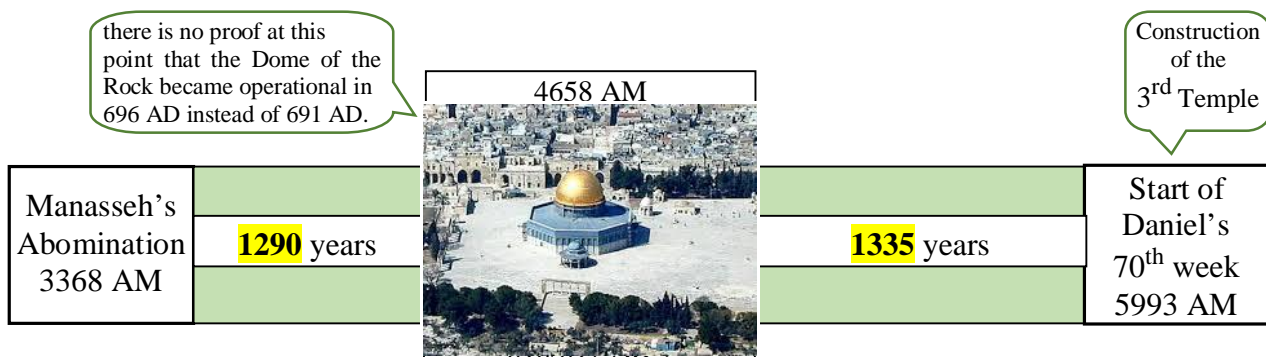 there is no proof at this
point that the Dome of the
Rock became operational in
696 AD instead of 691 AD.
4658 AM
Construction
of the
3rd Temple
Manasseh's
Abomination
3368 AM
1290 years
1335 years
Start of
Daniel's
70th week
5993 AM